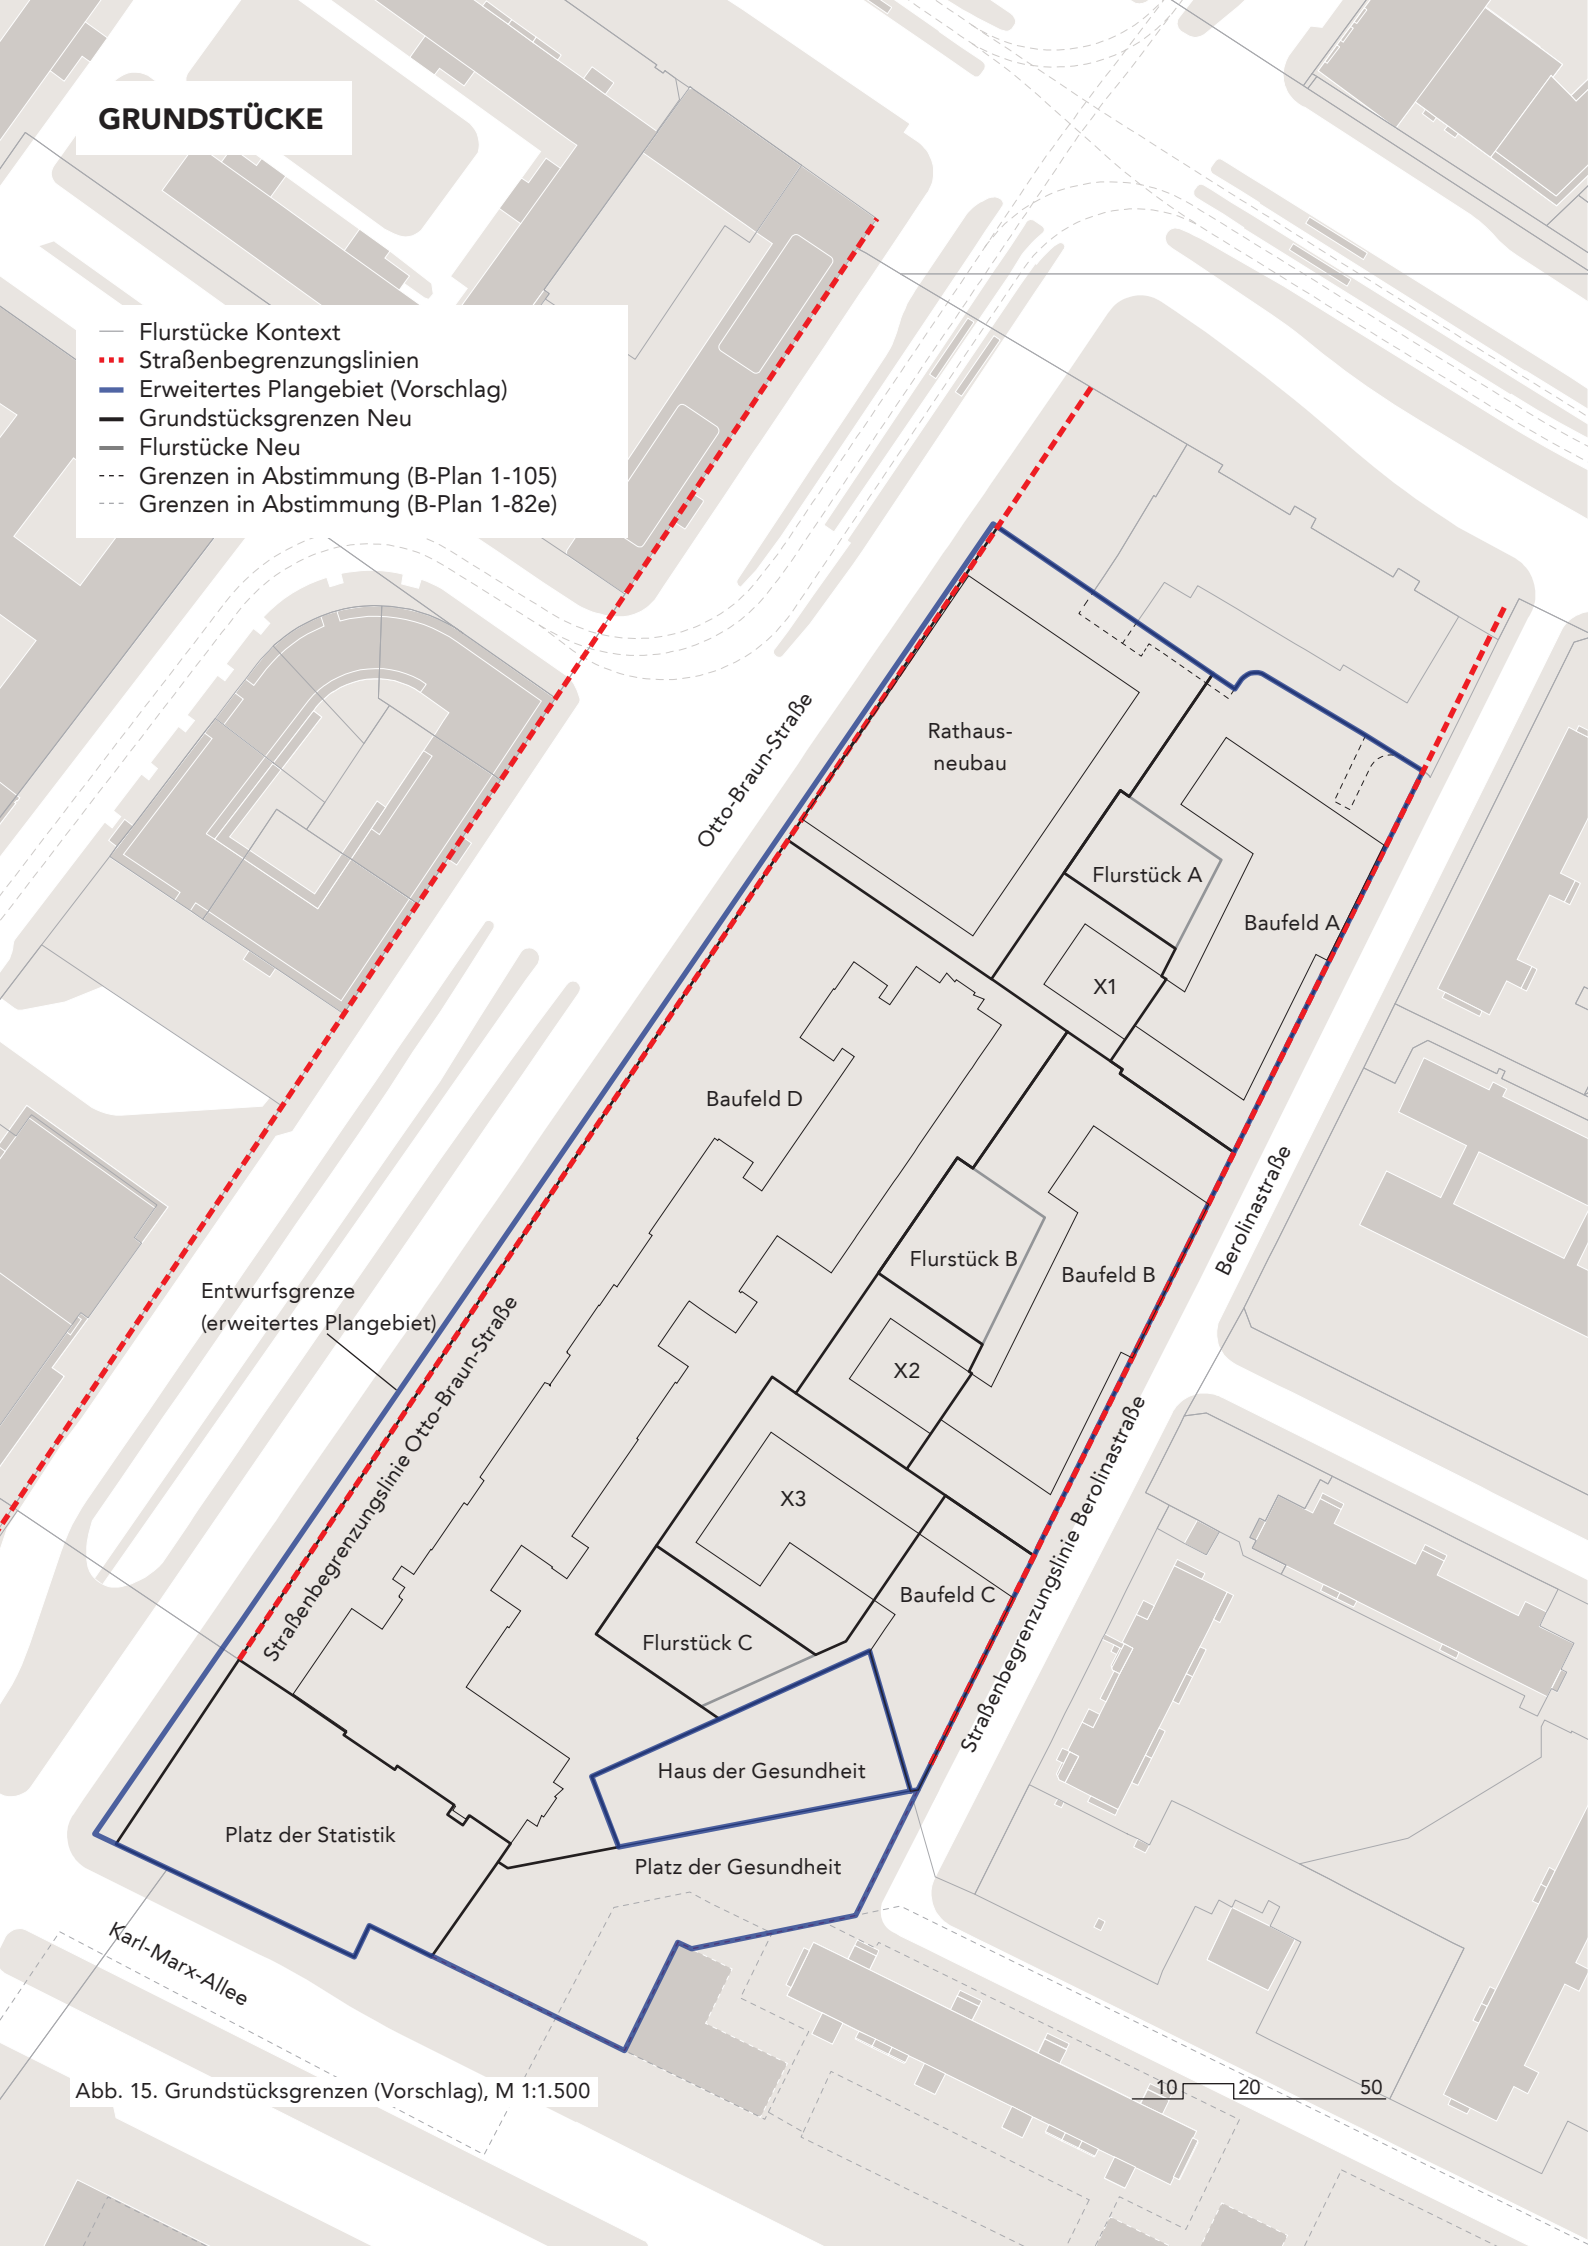 GRUNDSTÜCKE
Flurstücke Kontext
Straßenbegrenzungslinien
Erweitertes Plangebiet (Vorschlag)
Grundstücksgrenzen Neu
Flurstücke Neu
Grenzen in Abstimmung (B-Plan 1-105)
Grenzen in Abstimmung (B-Plan 1-82e)
Otto-Braun-Straße
Rathaus-
neubau
Flurstück A
Baufeld A
X1
Baufeld D
Berolinastraße
Flurstück B
Baufeld B
Entwurfsgrenze
(erweitertes Plangebiet)
Straßenbegrenzungslinie Otto-Braun-Straße
X2
X3
Baufeld C
Straßenbegrenzungslinie Berolinastraße
Flurstück C
Haus der Gesundheit
Platz der Statistik
Platz der Gesundheit
Karl-Marx-Allee
Abb. 15. Grundstücksgrenzen (Vorschlag), M 1:1.500
10 20 50